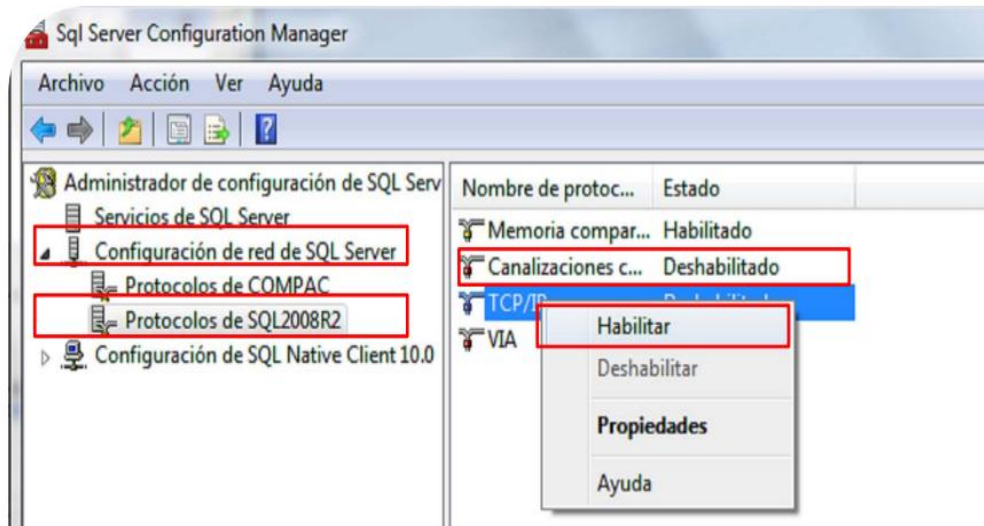 Sql Server Configuration Manager
Archivo Acción Ver Ayuda
Administrador de configuración de SQL Serv
Servicios de SQL Server
Configuración de red de SQL Server
Protocolos de COMPAC
Protocolos de SQL2008R2
Configuración de SQL Native Client 10.0
Nombre de protoc... Estado
Memoria compar... Habilitado
Canalizaciones c... Deshabilitado
TCP/IP
VIA
Habilitar
Deshabilitar
Propiedades
Ayuda